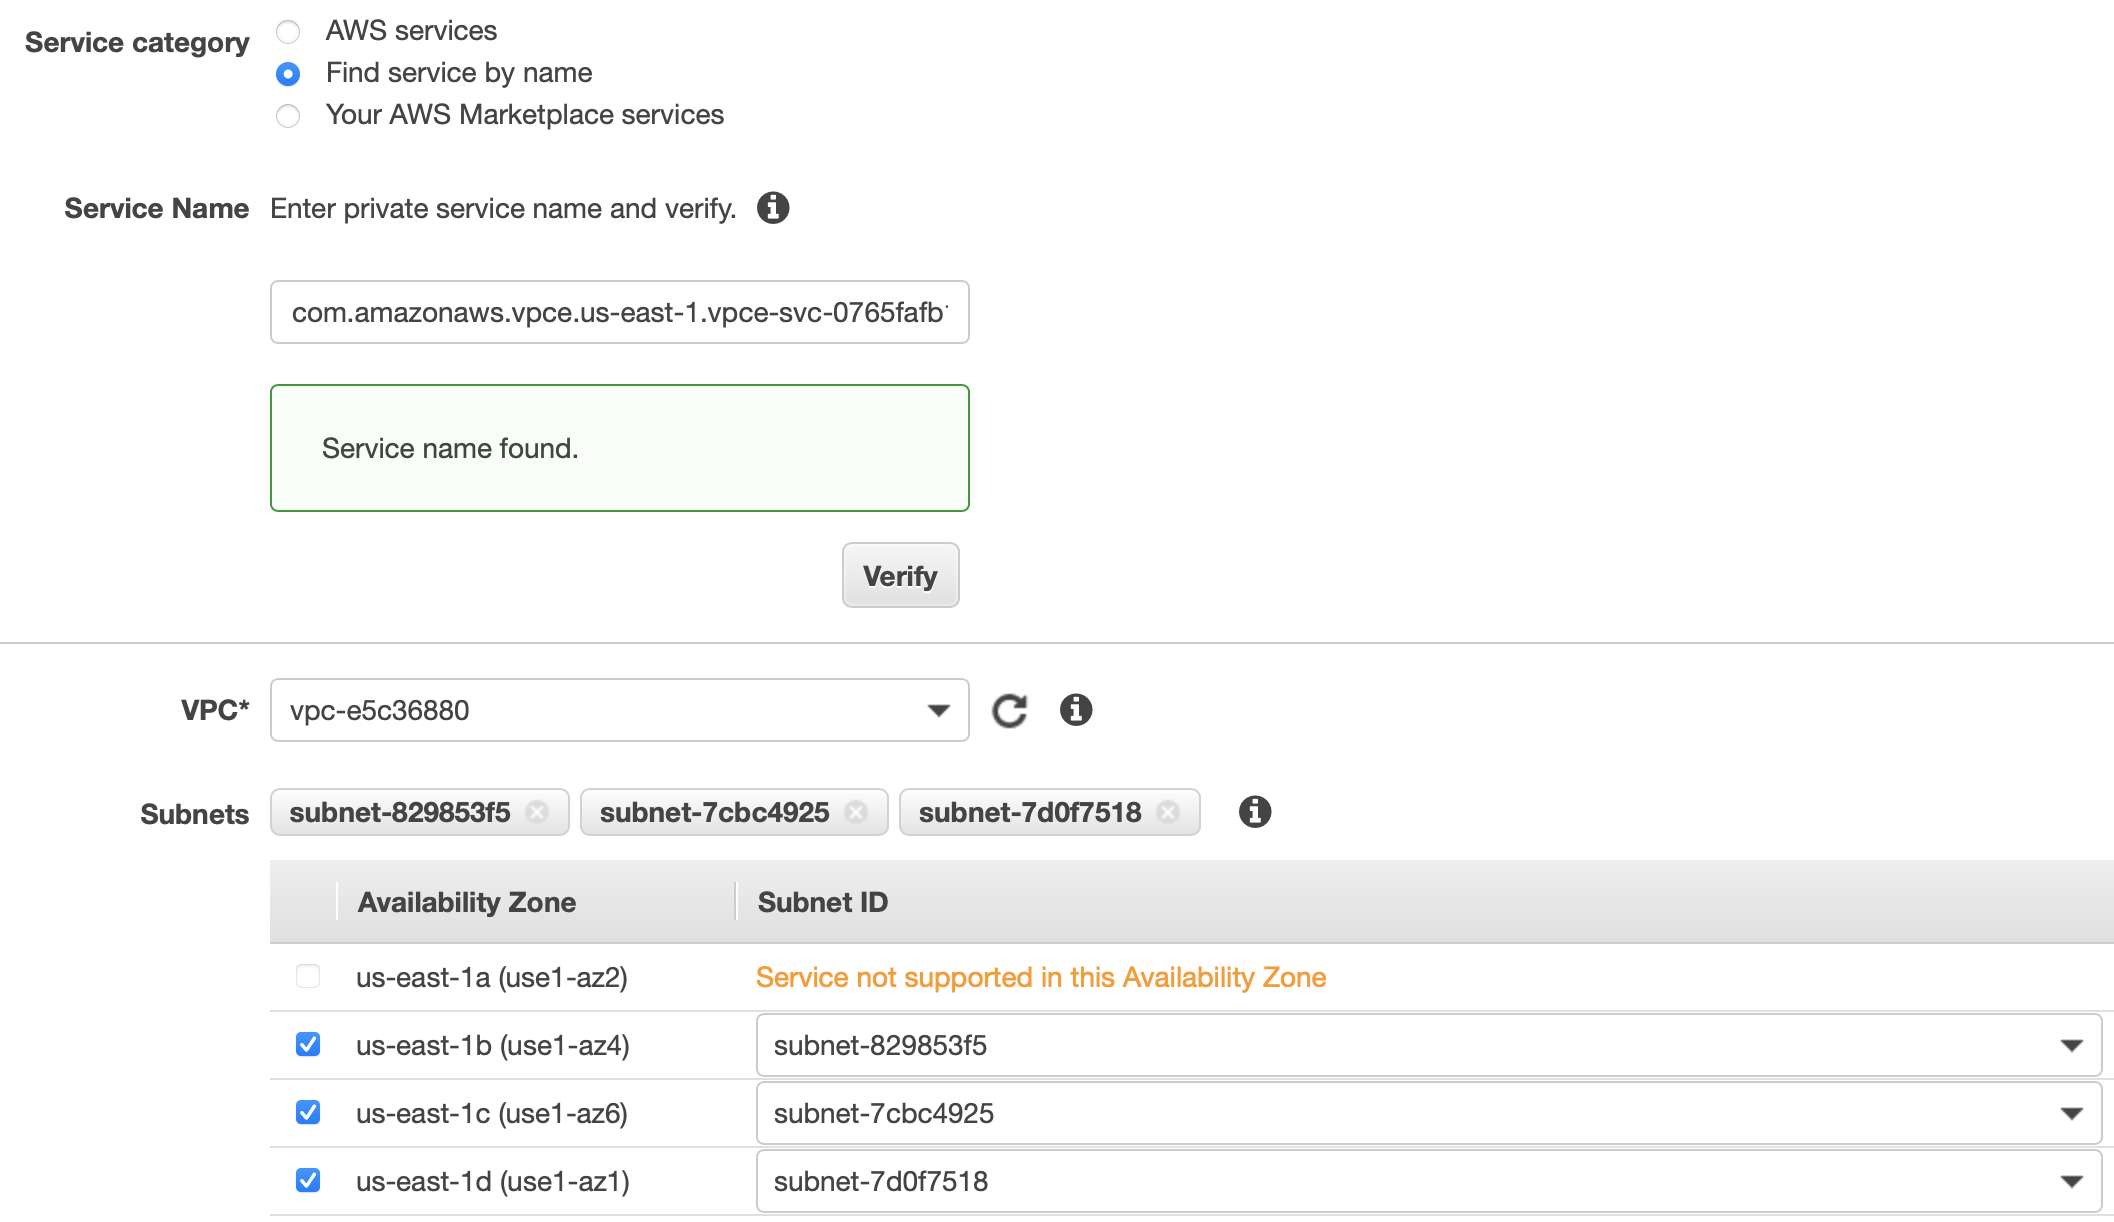 Service category
AWS services
Find service by name
Your AWS Marketplace services
Service Name Enter private service name and verify.
com.amazonaws.vpce.us-east-1.vpce-svc-0765fafb
Service name found.
Verify
VPC* vpc-e5c36880
Subnets subnet-829853f5 subnet-7cbc4925 subnet-7d0f7518
Availability Zone Subnet ID
us-east-1a (use1-az2) Service not supported in this Availability Zone
us-east-1b (use1-az4) subnet-829853f5
us-east-1c (use1-az6) subnet-7cbc4925
us-east-1d (use1-az1) subnet-7d0f7518